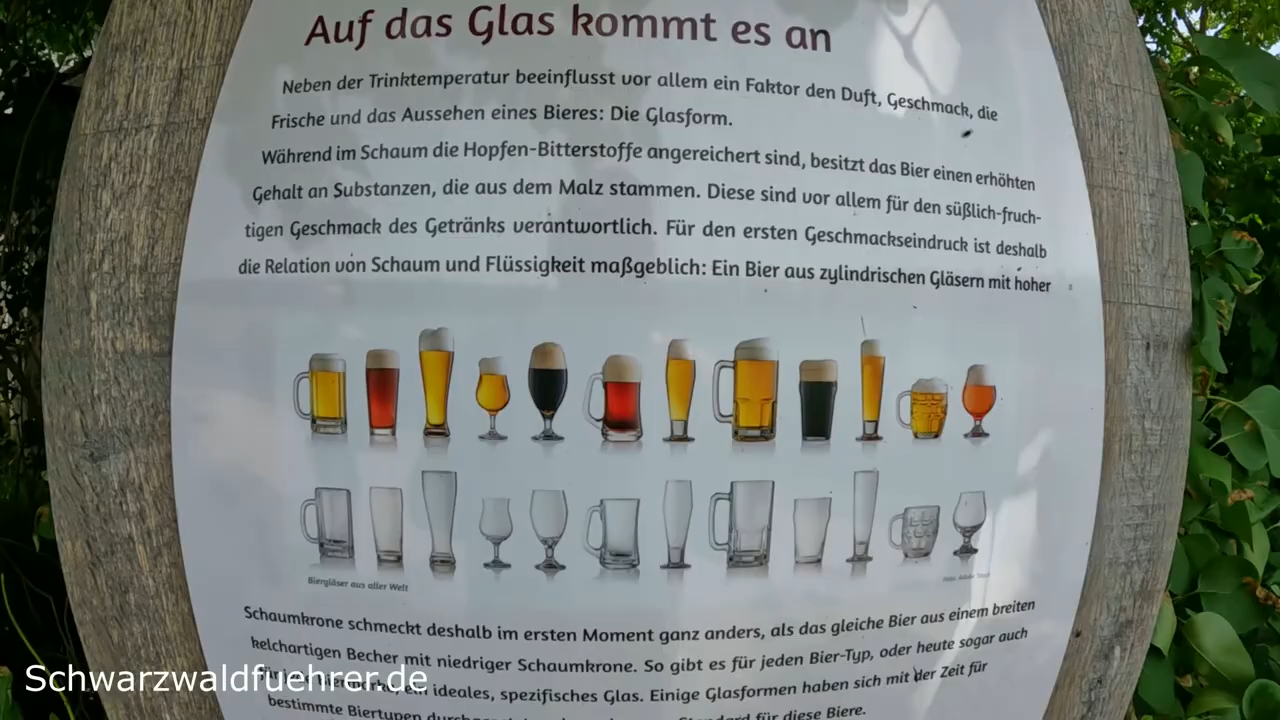 Auf das Glas kommt es an
Neben der Trinktemperatur beeinflusst vor allem ein Faktor den Duft, Geschmack, die
Frische und das Aussehen eines Bieres: Die Glasform.
Während im Schaum die Hopfen-Bitterstoffe angereichert sind, besitzt das Bier einen erhöhten
Gehalt an Substanzen, die aus dem Malz stammen. Diese sind vor allem für den süßlich-fruch-
tigen Geschmack des Getränks verantwortlich. Für den ersten Geschmackseindruck ist deshalb
die Relation von Schaum und Flüssigkeit maßgeblich: Ein Bier aus zylindrischen Gläsern mit hoher
Biergläser aus aller Welt
Schaumkrone schmeckt deshalb im ersten Moment ganz anders, als das gleiche Bier aus einem breiten
kelchartigen Becher mit niedriger Schaumkrone. So gibt es für jeden Bier-Typ, oder heute sogar auch
ideales, spezifisches Glas. Einige Glasformen haben sich mit der Zeit für
bestimmte Biertypen für diese Biere.
Schwarzwaldfuehrer.de